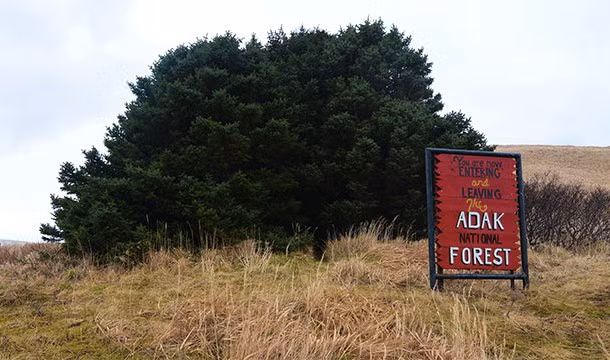 You are now
ENTERING
and
LEAVING
The
ADAK
NATIONAL
FOREST